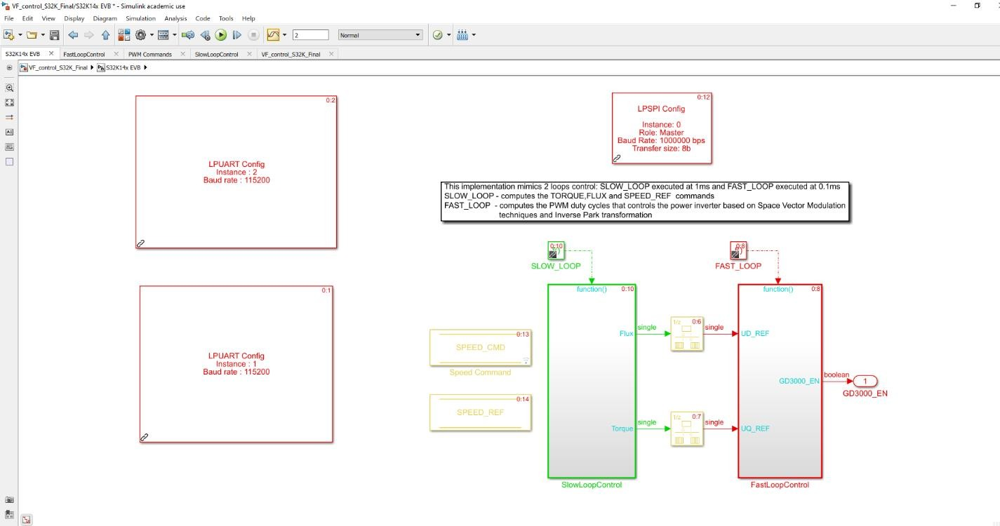 VF_control_S32K_Final/S32K14x EVB * - Simulink academic use
File Edit View Display Diagram Simulation Analysis Code Tools Help
2 Normal
S32K14x EVB FastLoopControl PWM Commands SlowLoopControl VF_control_S32K_Final
VF_control_S32K_Final S32K14x EVB
0:2
LPUART Config
Instance : 2
Baud rate : 115200
0:12
LPSPI Config
Instance: 0
Role: Master
Baud Rate: 1000000 bps
Transfer size: 8b
This implementation mimics 2 loops control: SLOW_LOOP executed at 1ms and FAST_LOOP executed at 0.1ms
SLOW_LOOP - computes the TORQUE,FLUX and SPEED_REF commands
FAST_LOOP - computes the PWM duty cycles that controls the power inverter based on Space Vector Modulation
techniques and Inverse Park transformation
0:1
LPUART Config
Instance : 1
Baud rate : 115200
0:10
SLOW_LOOP
0:8
FAST_LOOP
function() 0:10
function() 0:8
0:13
SPEED_CMD
Speed Command
0:14
SPEED_REF
Flux single 1/z 0:6 single UD_REF
GD3000_EN boolean 1
GD3000_EN
Torque single 1/z 0:7 single UQ_REF
SlowLoopControl
FastLoopControl